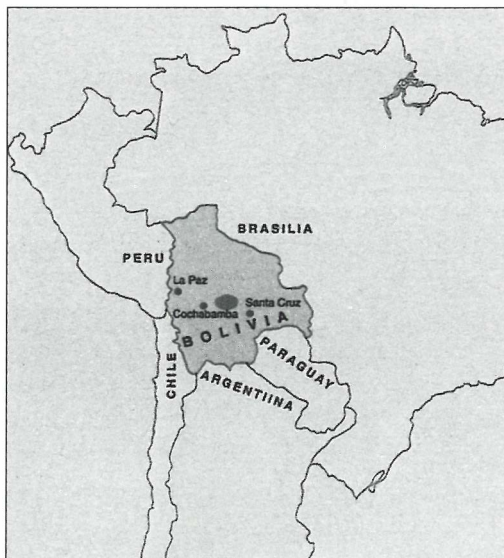 BRASILIA
PERU
La Paz
Santa Cruz
Cochabamba
BOLIVIA
PARAGUAY
CHILE
ARGENTIINA